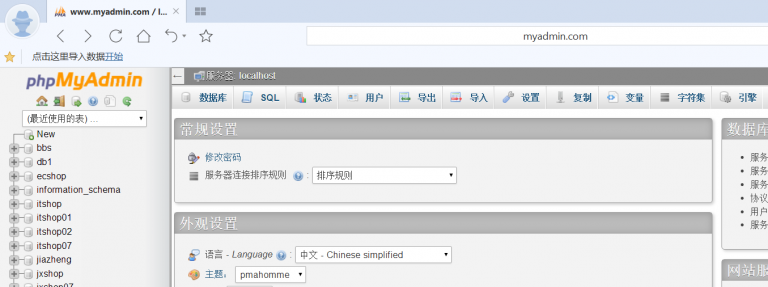 www.myadmin.com / l...
myadmin.com
点击这里导入数据开始
phpMyAdmin
(最近使用的表) ...
New
bbs
db1
ecshop
information_schema
itshop
itshop01
itshop02
itshop07
jiazheng
jxshop
jxshop07
服务器: localhost
数据库 SQL 状态 用户 导出 导入 设置 复制 变量 字符集 引擎
常规设置
修改密码
服务器连接排序规则 : 排序规则
外观设置
语言 - Language : 中文 - Chinese simplified
主题: pmahomme
数据库
服务
服务
服务
协议
用户
服务
网站服